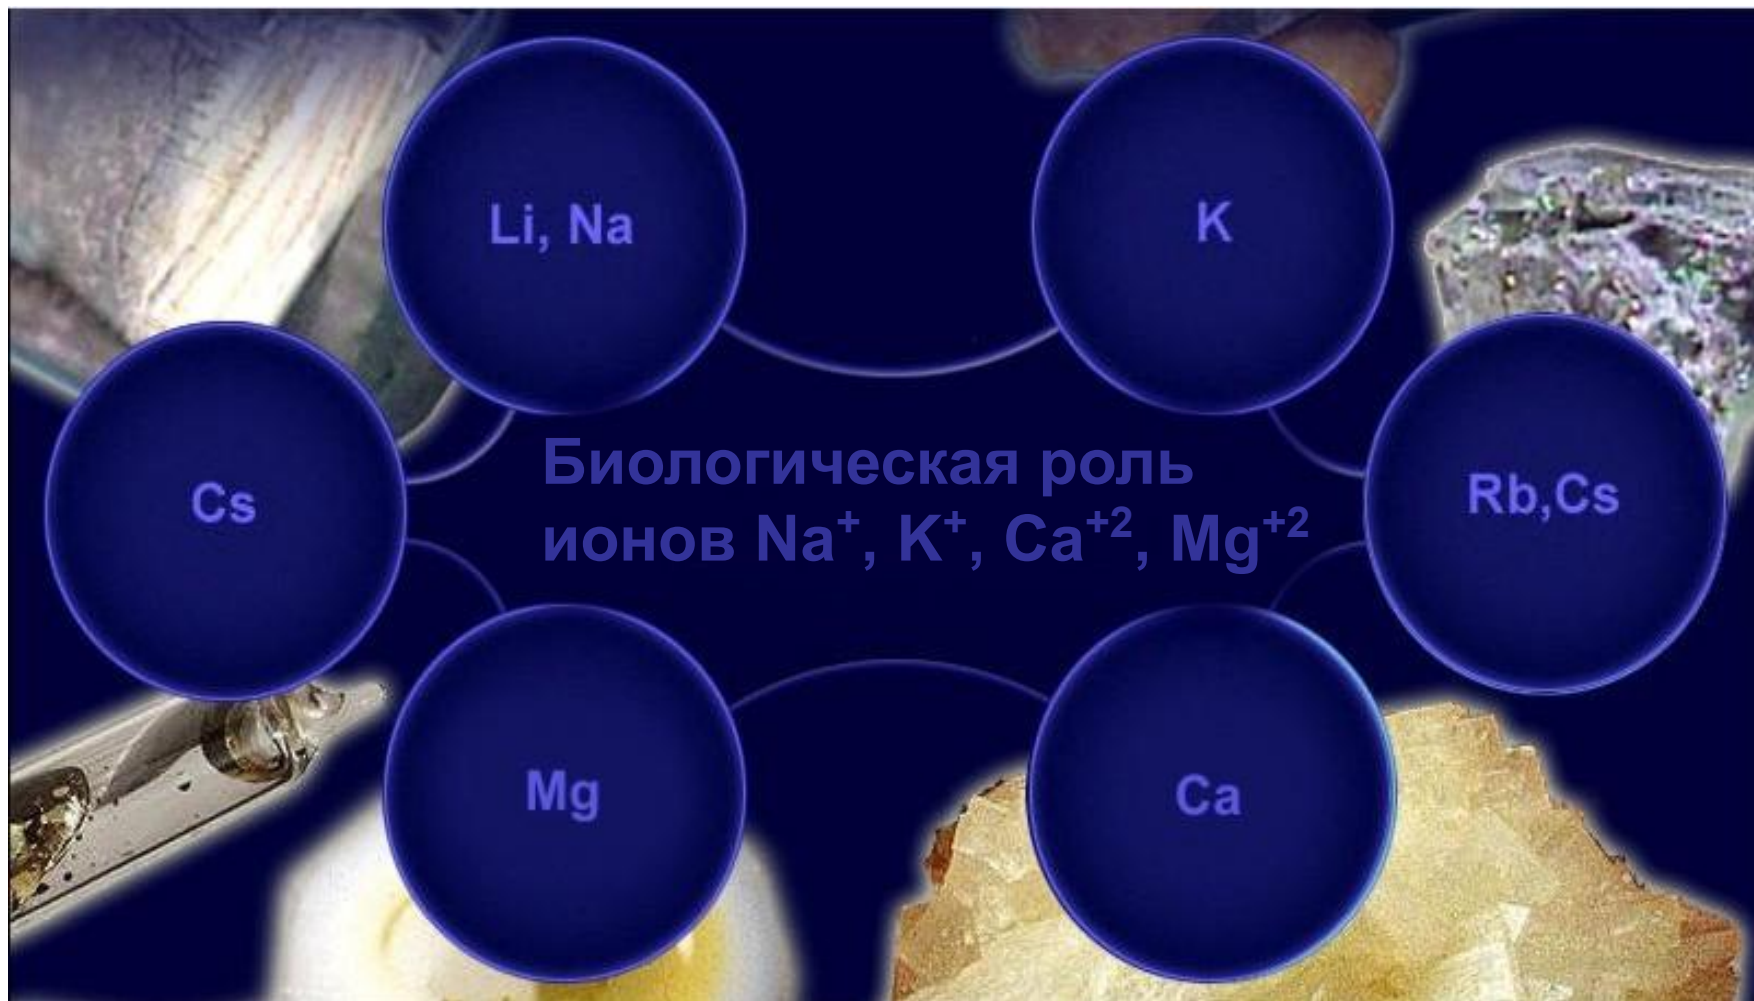 Li, Na
K
Cs
Rb,Cs
Биологическая роль
ионов Na⁺, K⁺, Ca⁺², Mg⁺²
Mg
Ca